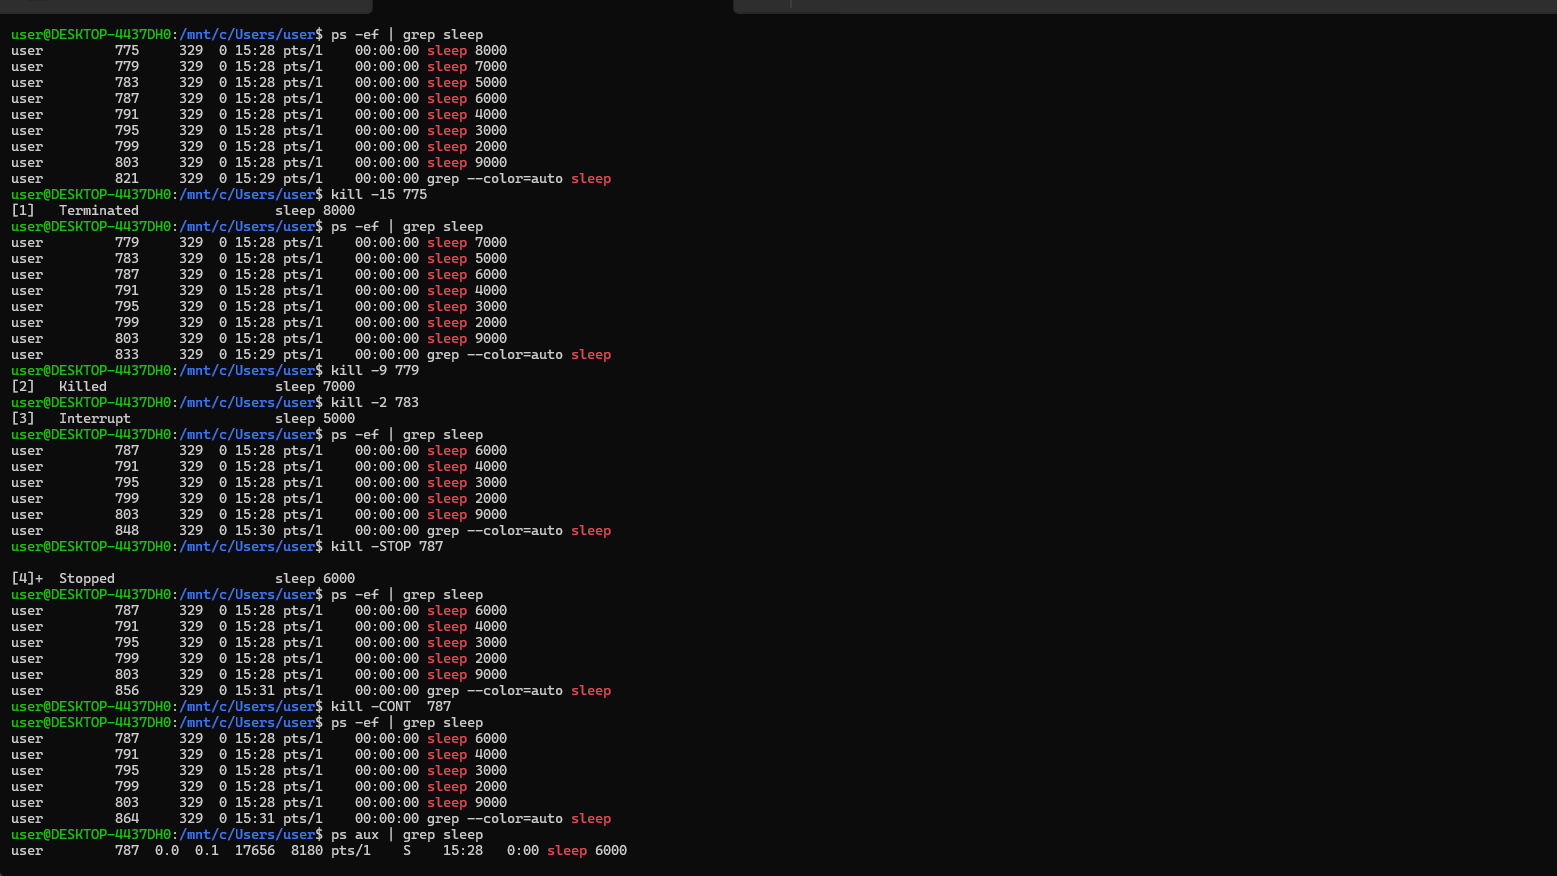 user@DESKTOP-4437DH0:/mnt/c/Users/user$ ps -ef | grep sleep
user         775     329  0 15:28 pts/1    00:00:00 sleep 8000
user         779     329  0 15:28 pts/1    00:00:00 sleep 7000
user         783     329  0 15:28 pts/1    00:00:00 sleep 5000
user         787     329  0 15:28 pts/1    00:00:00 sleep 6000
user         791     329  0 15:28 pts/1    00:00:00 sleep 4000
user         795     329  0 15:28 pts/1    00:00:00 sleep 3000
user         799     329  0 15:28 pts/1    00:00:00 sleep 2000
user         803     329  0 15:28 pts/1    00:00:00 sleep 9000
user         821     329  0 15:29 pts/1    00:00:00 grep --color=auto sleep
user@DESKTOP-4437DH0:/mnt/c/Users/user$ kill -15 775
[1]   Terminated                 sleep 8000
user@DESKTOP-4437DH0:/mnt/c/Users/user$ ps -ef | grep sleep
user         779     329  0 15:28 pts/1    00:00:00 sleep 7000
user         783     329  0 15:28 pts/1    00:00:00 sleep 5000
user         787     329  0 15:28 pts/1    00:00:00 sleep 6000
user         791     329  0 15:28 pts/1    00:00:00 sleep 4000
user         795     329  0 15:28 pts/1    00:00:00 sleep 3000
user         799     329  0 15:28 pts/1    00:00:00 sleep 2000
user         803     329  0 15:28 pts/1    00:00:00 sleep 9000
user         833     329  0 15:29 pts/1    00:00:00 grep --color=auto sleep
user@DESKTOP-4437DH0:/mnt/c/Users/user$ kill -9 779
[2]   Killed                     sleep 7000
user@DESKTOP-4437DH0:/mnt/c/Users/user$ kill -2 783
[3]   Interrupt                  sleep 5000
user@DESKTOP-4437DH0:/mnt/c/Users/user$ ps -ef | grep sleep
user         787     329  0 15:28 pts/1    00:00:00 sleep 6000
user         791     329  0 15:28 pts/1    00:00:00 sleep 4000
user         795     329  0 15:28 pts/1    00:00:00 sleep 3000
user         799     329  0 15:28 pts/1    00:00:00 sleep 2000
user         803     329  0 15:28 pts/1    00:00:00 sleep 9000
user         848     329  0 15:30 pts/1    00:00:00 grep --color=auto sleep
user@DESKTOP-4437DH0:/mnt/c/Users/user$ kill -STOP 787
[4]+  Stopped                    sleep 6000
user@DESKTOP-4437DH0:/mnt/c/Users/user$ ps -ef | grep sleep
user         787     329  0 15:28 pts/1    00:00:00 sleep 6000
user         791     329  0 15:28 pts/1    00:00:00 sleep 4000
user         795     329  0 15:28 pts/1    00:00:00 sleep 3000
user         799     329  0 15:28 pts/1    00:00:00 sleep 2000
user         803     329  0 15:28 pts/1    00:00:00 sleep 9000
user         856     329  0 15:31 pts/1    00:00:00 grep --color=auto sleep
user@DESKTOP-4437DH0:/mnt/c/Users/user$ kill -CONT  787
user@DESKTOP-4437DH0:/mnt/c/Users/user$ ps -ef | grep sleep
user         787     329  0 15:28 pts/1    00:00:00 sleep 6000
user         791     329  0 15:28 pts/1    00:00:00 sleep 4000
user         795     329  0 15:28 pts/1    00:00:00 sleep 3000
user         799     329  0 15:28 pts/1    00:00:00 sleep 2000
user         803     329  0 15:28 pts/1    00:00:00 sleep 9000
user         864     329  0 15:31 pts/1    00:00:00 grep --color=auto sleep
user@DESKTOP-4437DH0:/mnt/c/Users/user$ ps aux | grep sleep
user         787  0.0  0.1  17656  8180 pts/1    S    15:28   0:00 sleep 6000